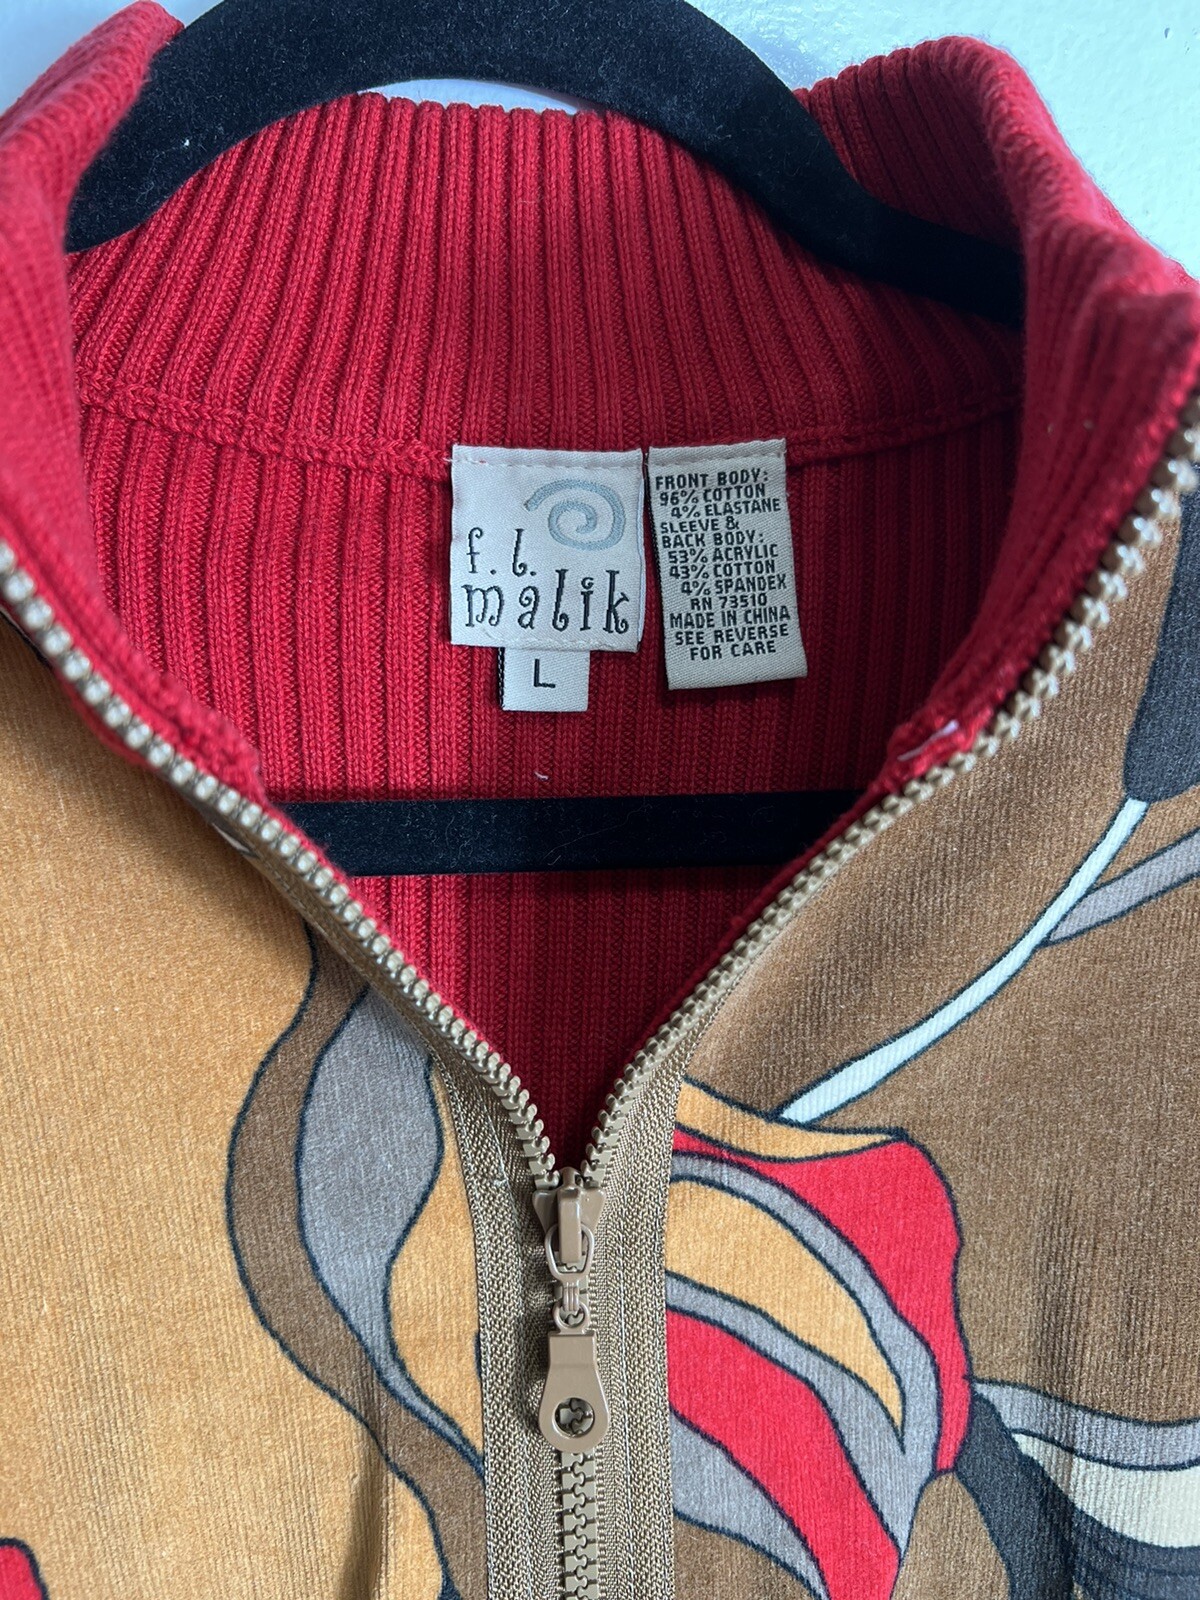 f. l.
malik
L
FRONT BODY:
96% COTTON
4% ELASTANE
SLEEVE &
BACK BODY:
53% ACRYLIC
43% COTTON
4% SPANDEX
RN 73510
MADE IN CHINA
SEE REVERSE
FOR CARE